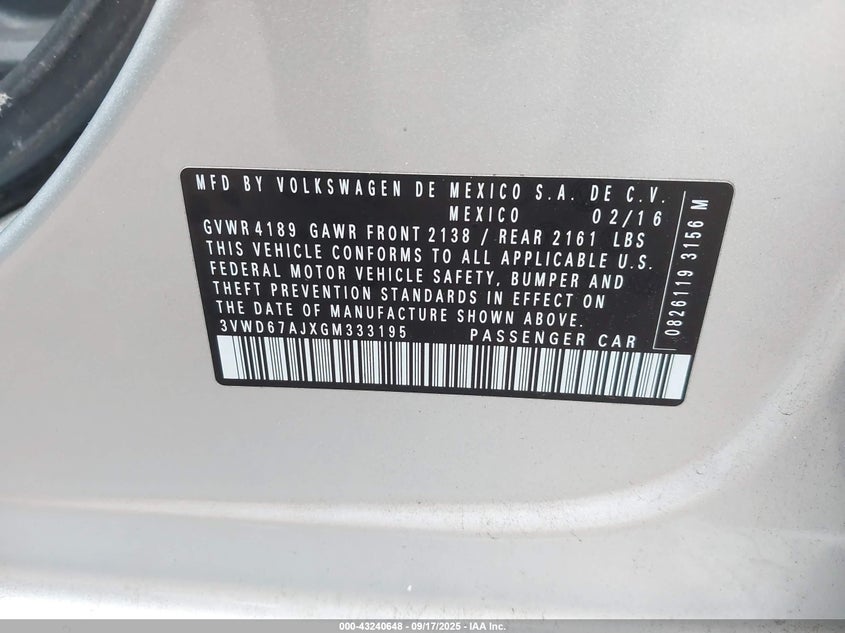 MFD BY VOLKSWAGEN DE MEXICO S.A. DE C.V.
MEXICO 02/16
GVWR 4189 GAWR FRONT 2138 / REAR 2161 LBS
THIS VEHICLE CONFORMS TO ALL APPLICABLE U.S.
FEDERAL MOTOR VEHICLE SAFETY, BUMPER AND
THEFT PREVENTION STANDARDS IN EFFECT ON
THE DATE OF MANUFACTURE SHOWN ABOVE.
3VWD67AJXGM333195 PASSENGER CAR
0826119 3156 M
000-43240648 - 09/17/2025 - IAA Inc.